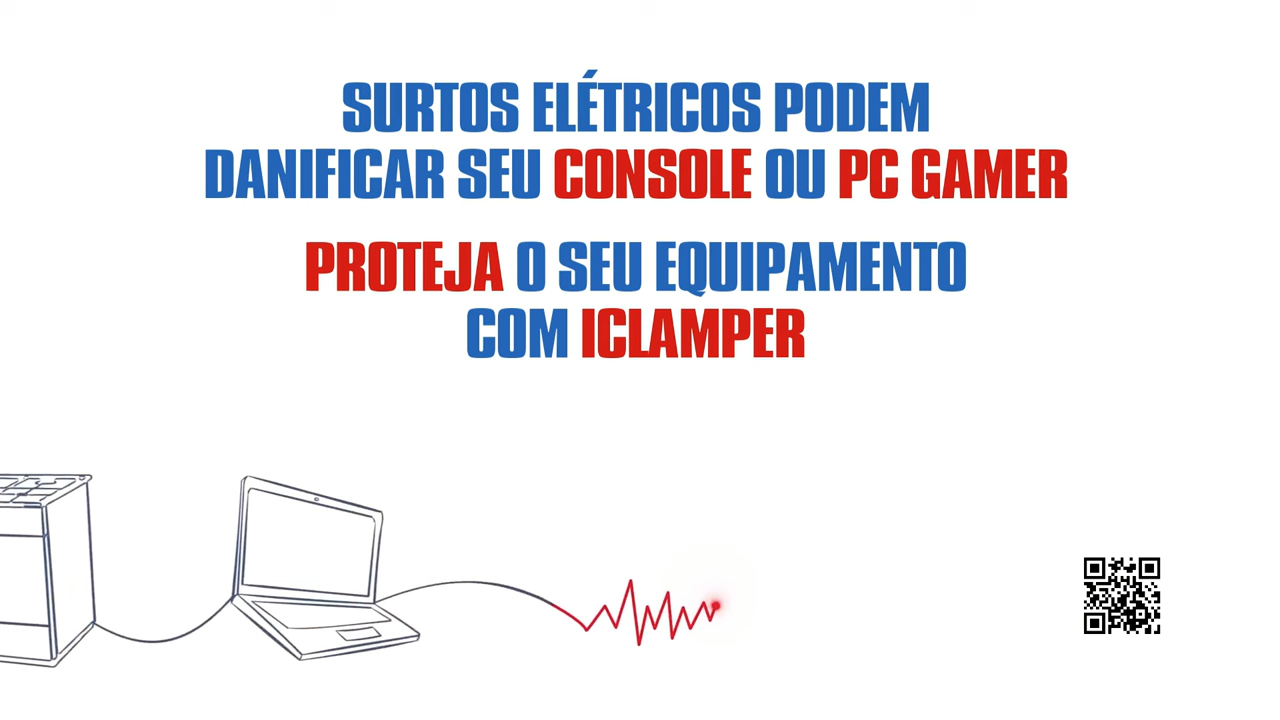 SURTOS ELÉTRICOS PODEM
DANIFICAR SEU CONSOLE OU PC GAMER
PROTEJA O SEU EQUIPAMENTO
COM ICLAMPER